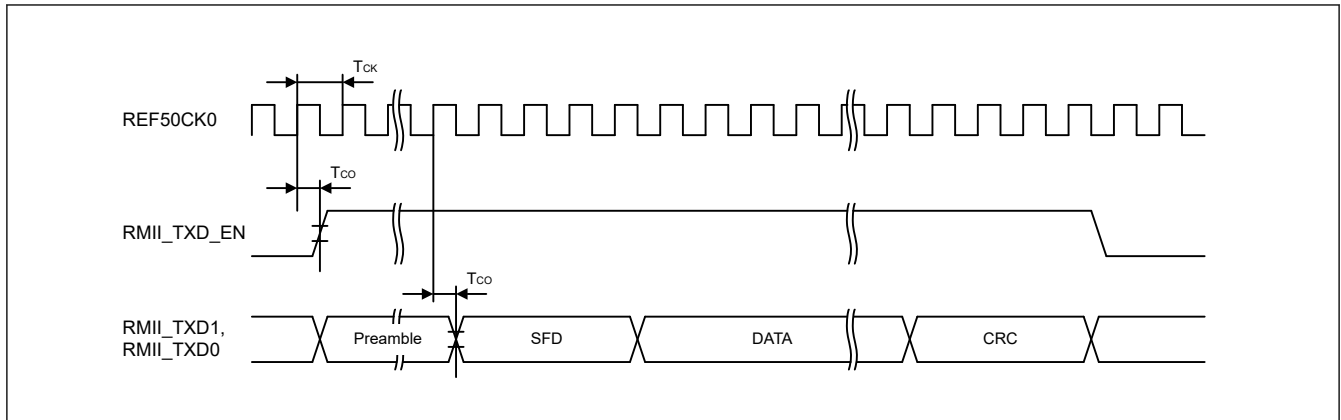 Tck
REF50CK0
Tco
RMII_TXD_EN
Tco
RMII_TXD1,
RMII_TXD0
Preamble
SFD
DATA
CRC